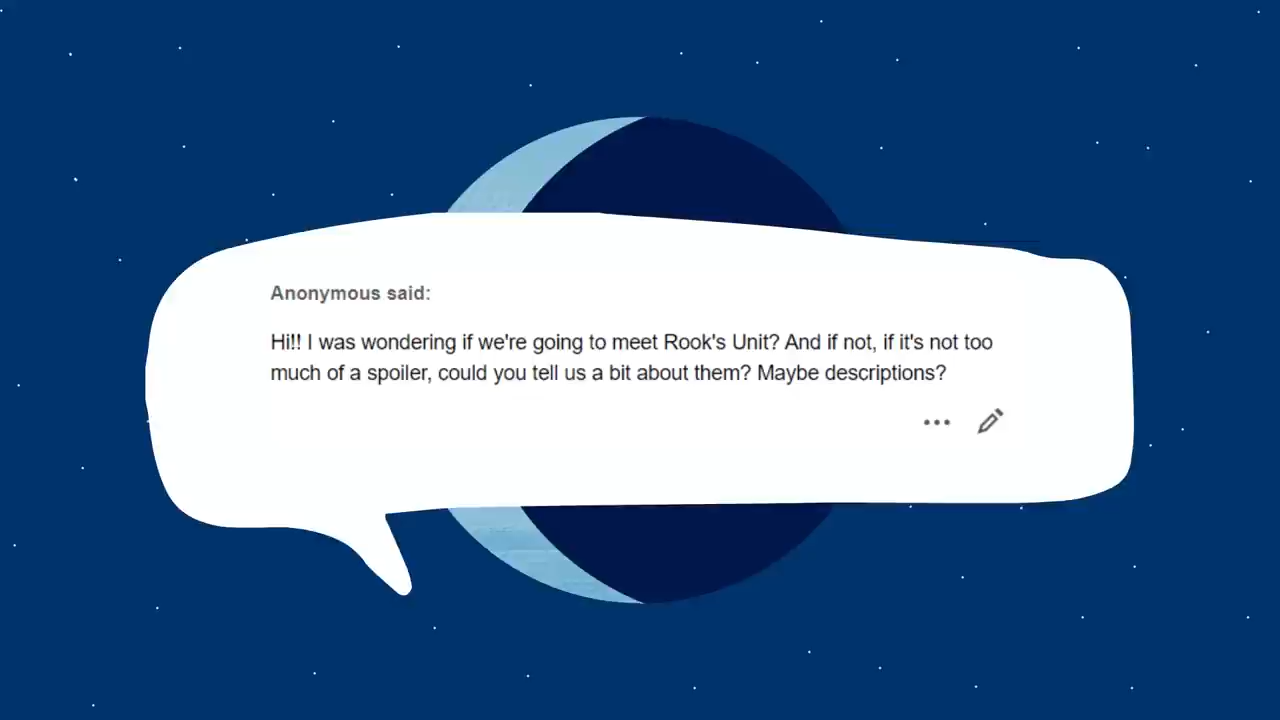 Anonymous said:
Hi!! I was wondering if we're going to meet Rook's Unit? And if not, if it's not too
much of a spoiler, could you tell us a bit about them? Maybe descriptions?